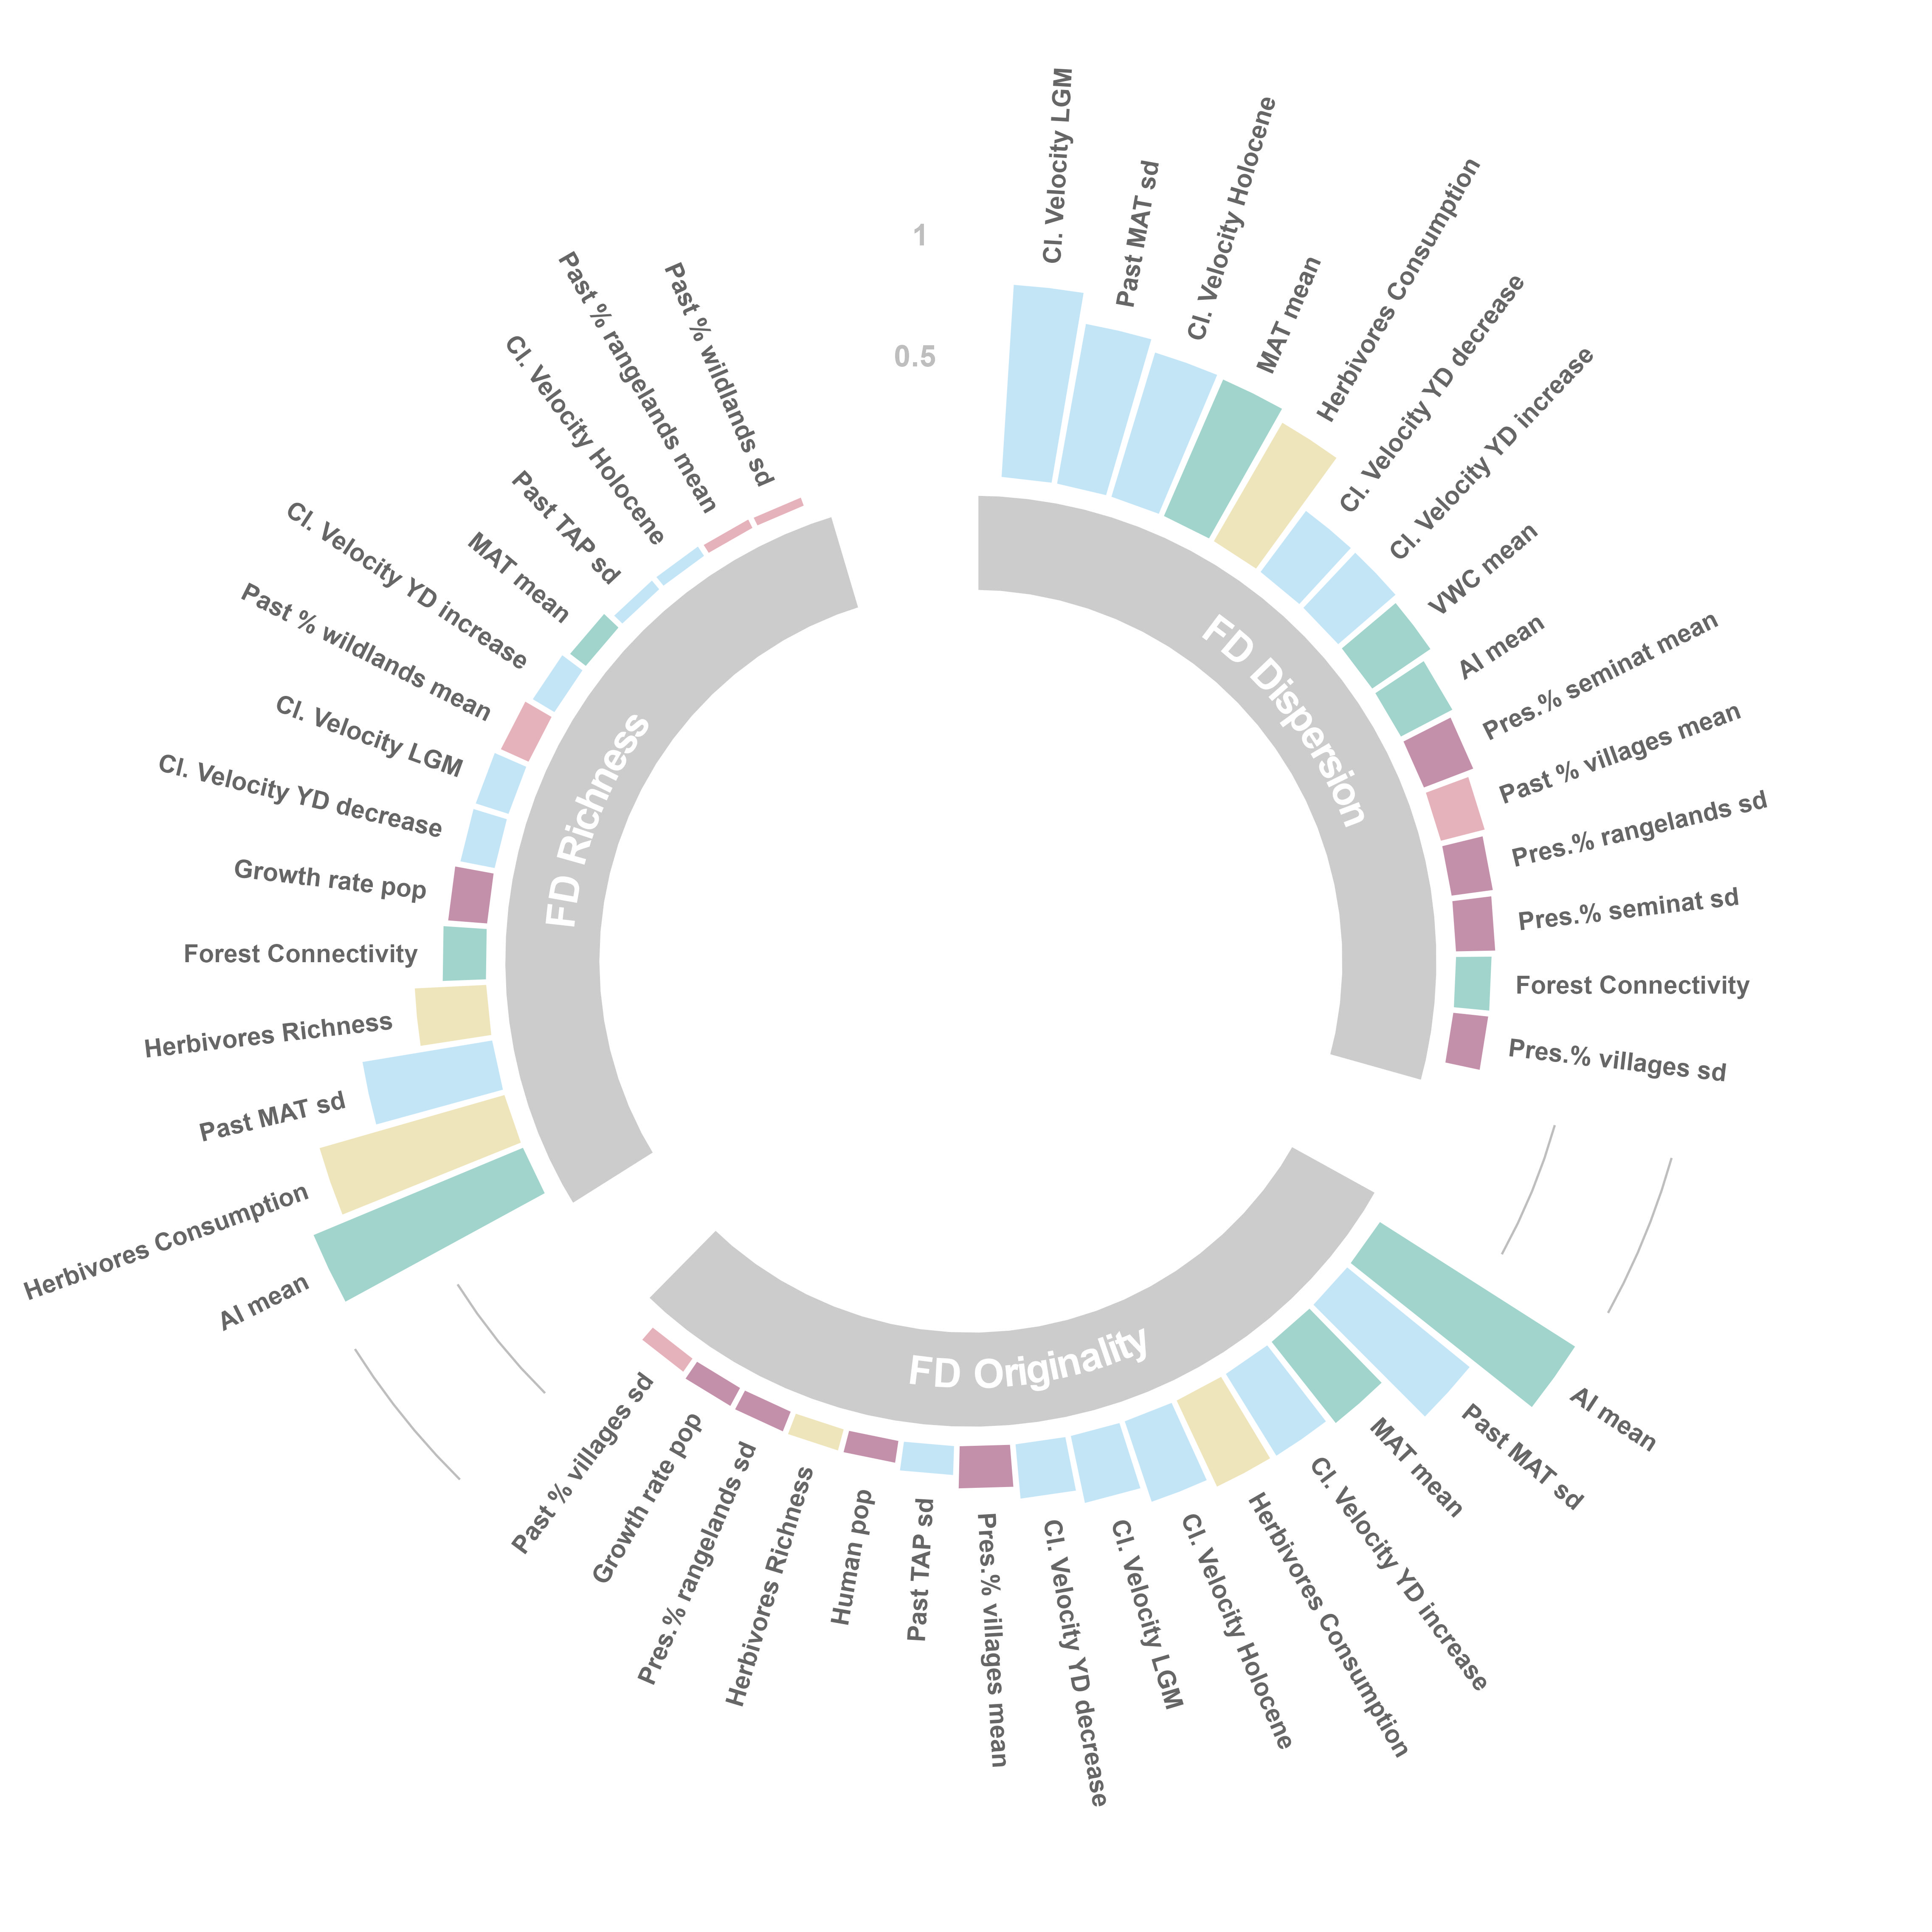 1
0.5
Cl. Velocity LGM
Past MAT sd
Cl. Velocity Holocene
MAT mean
Herbivores Consumption
Cl. Velocity YD decrease
Cl. Velocity YD increase
VWC mean
AI mean
Pres.% seminat mean
Past % villages mean
Pres.% rangelands sd
Pres.% seminat sd
Forest Connectivity
Pres.% villages sd
FD Dispersion
AI mean
Past MAT sd
MAT mean
Cl. Velocity YD increase
Herbivores Consumption
Cl. Velocity Holocene
Cl. Velocity LGM
Cl. Velocity YD decrease
Pres.% villages mean
Past TAP sd
Human pop
Herbivores Richness
Pres.% rangelands sd
Growth rate pop
Past % villages sd
FD Originality
AI mean
Herbivores Consumption
Past MAT sd
Herbivores Richness
Forest Connectivity
Growth rate pop
Cl. Velocity YD decrease
Cl. Velocity LGM
Past % wildlands mean
Cl. Velocity YD increase
MAT mean
Past TAP sd
Cl. Velocity Holocene
Past % rangelands mean
Past % wildlands sd
FD Richness